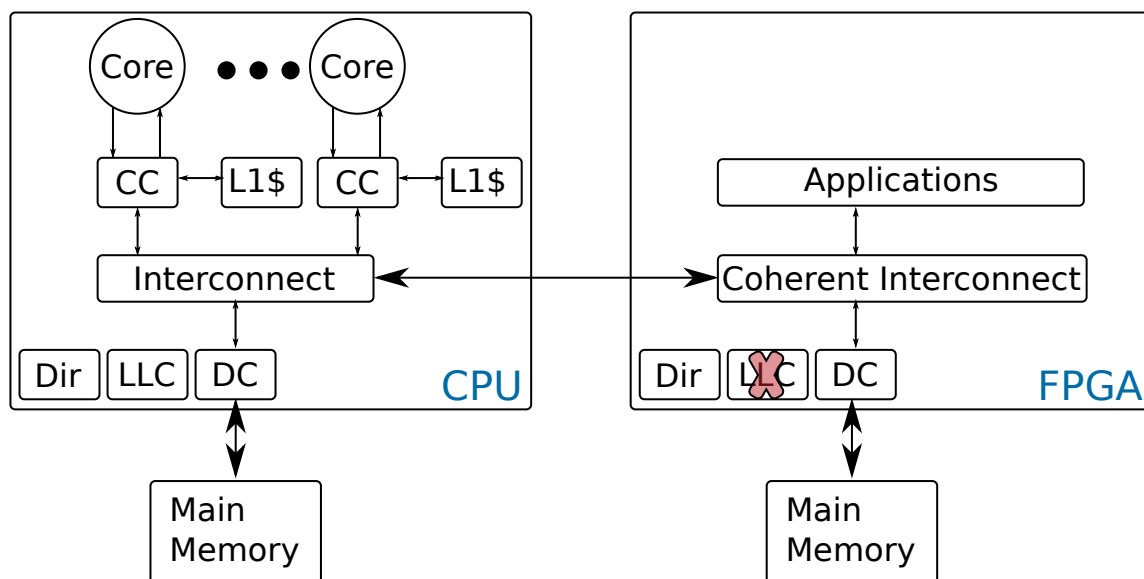 Core
Core
CC
L1$
CC
L1$
Interconnect
Dir
LLC
DC
CPU
Main
Memory
Applications
Coherent Interconnect
Dir
LLC
DC
FPGA
Main
Memory